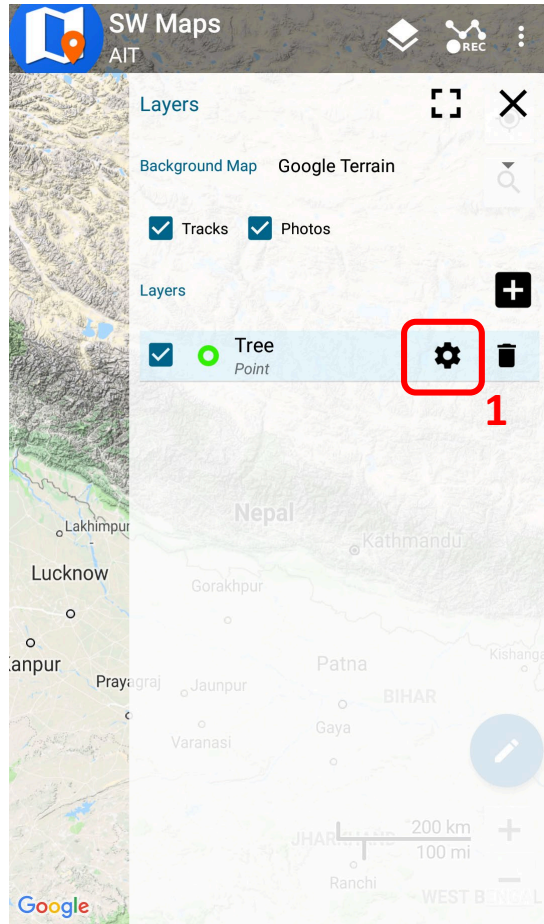 SW Maps
AIT
REC
Layers
Background Map Google Terrain
Tracks Photos
Layers
Tree
Point
1
Nepal
Lakhimpur
Kathmandu
Lucknow
Gorakhpur
Kanpur
Patna
Kishanga
Prayagraj
Jaunpur
BIHAR
Gaya
Varanasi
200 km
JHARKHAND
100 mi
Ranchi
WEST BENGAL
Google